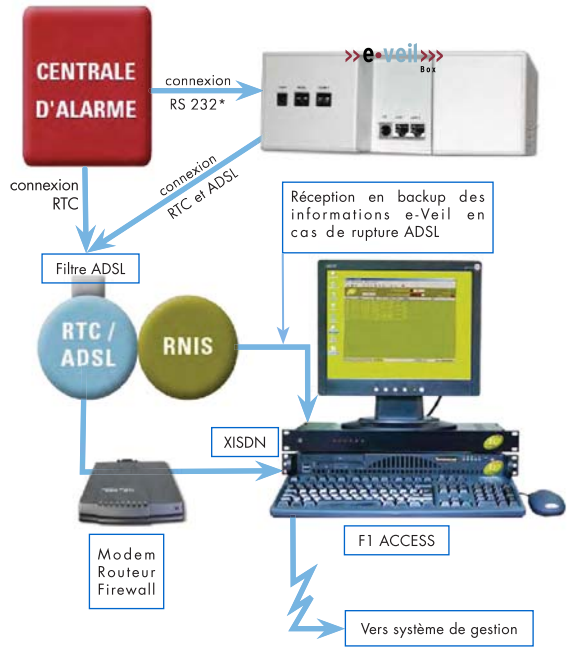 CENTRALE
D'ALARME
connexion
RS 232*
>>e•veil>>>
Box
connexion
RTC
connexion
RTC et ADSL
Réception en backup des
informations e-Veil en
cas de rupture ADSL
Filtre ADSL
RTC /
ADSL
RNIS
XISDN
Modem
Routeur
Firewall
F1 ACCESS
Vers système de gestion